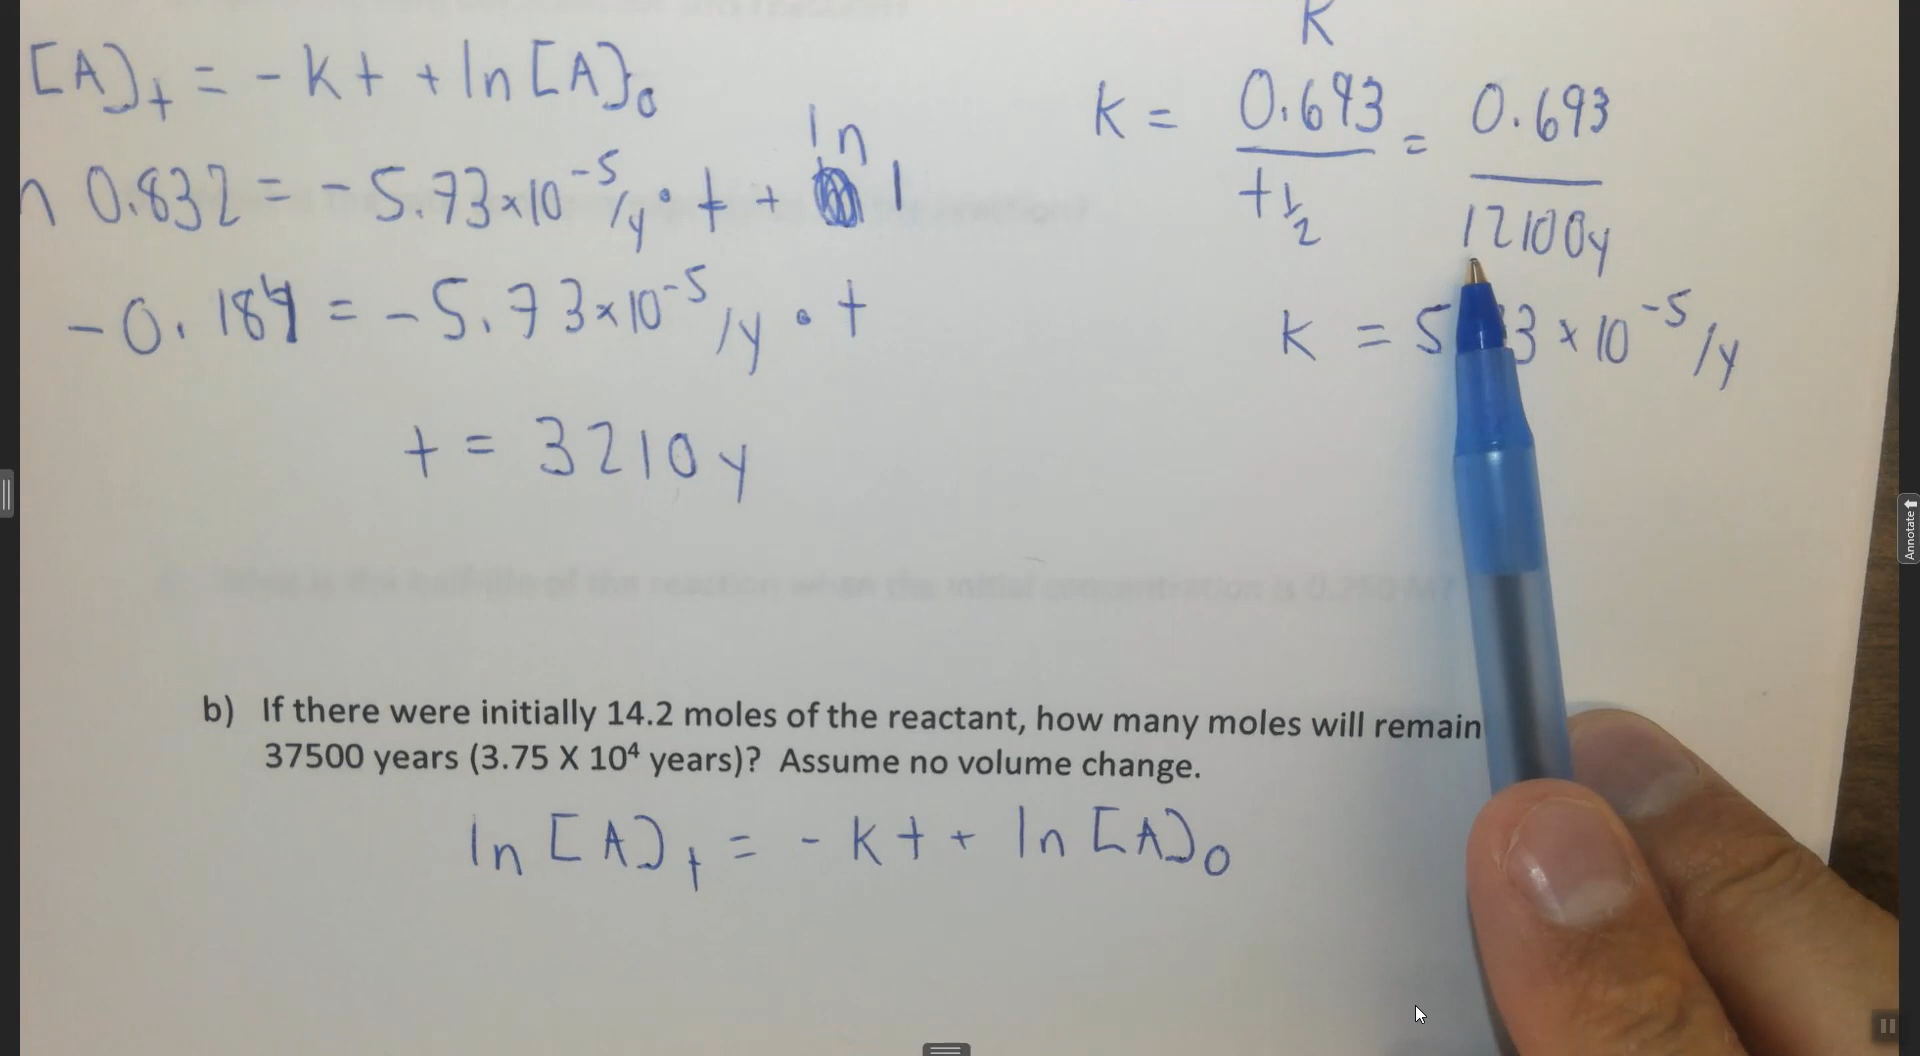 K
[A]t = -kt + ln[A]0
K = 0.693 / t½ = 0.693 / 12100y
0.832 = -5.73×10⁻⁵/y • t + ln 1
-0.184 = -5.73×10⁻⁵/y • t
K = 5 3 × 10⁻⁵/y
t = 3210y
b) If there were initially 14.2 moles of the reactant, how many moles will remain
37500 years (3.75 X 10⁴ years)? Assume no volume change.
ln[A]t = -kt + ln[A]0
Annotate